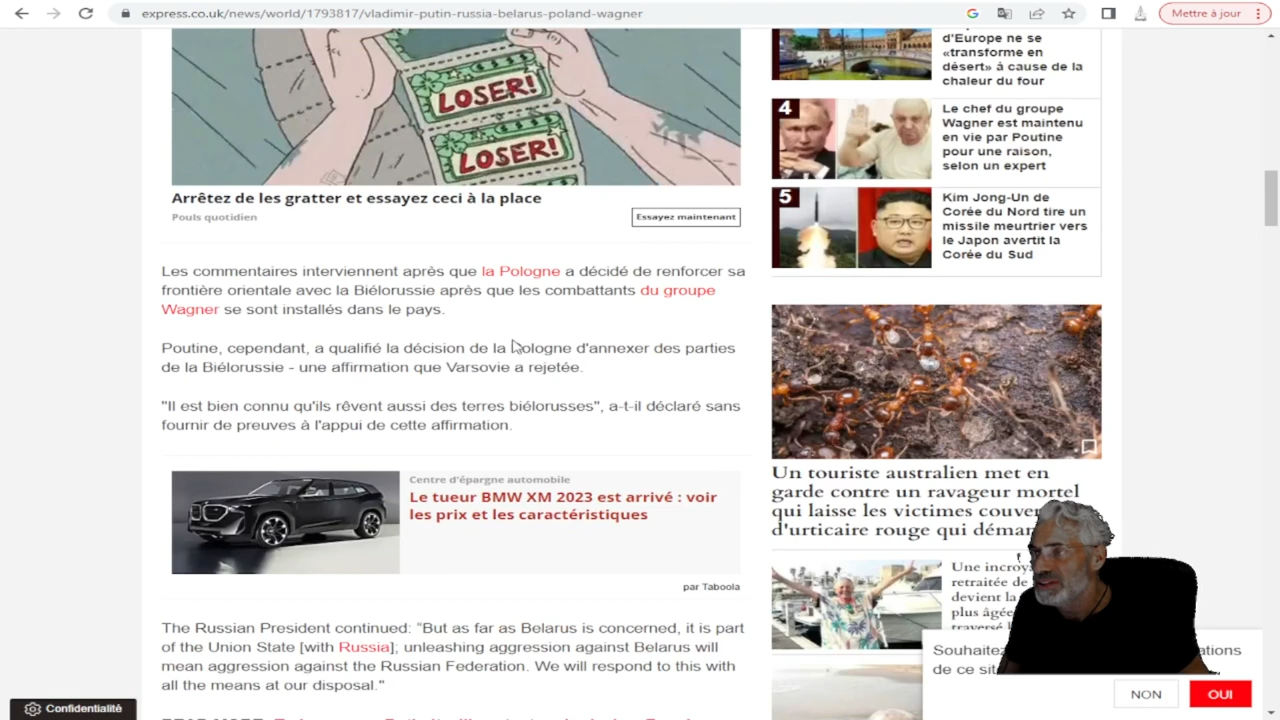 express.co.uk/news/world/1793817/vladimir-putin-russia-belarus-poland-wagner
Mettre à jour
LOSER!
LOSER!
Arrêtez de les gratter et essayez ceci à la place
Pouls quotidien
Essayez maintenant
Les commentaires interviennent après que la Pologne a décidé de renforcer sa
frontière orientale avec la Biélorussie après que les combattants du groupe
Wagner se sont installés dans le pays.
Poutine, cependant, a qualifié la décision de la Pologne d'annexer des parties
de la Biélorussie - une affirmation que Varsovie a rejetée.
"Il est bien connu qu'ils rêvent aussi des terres biélorusses", a-t-il déclaré sans
fournir de preuves à l'appui de cette affirmation.
Centre d'épargne automobile
Le tueur BMW XM 2023 est arrivé : voir
les prix et les caractéristiques
par Taboola
The Russian President continued: "But as far as Belarus is concerned, it is part
of the Union State [with Russia]; unleashing aggression against Belarus will
mean aggression against the Russian Federation. We will respond to this with
all the means at our disposal."
Confidentialité
d'Europe ne se
«transforme en
désert» à cause de la
chaleur du four
4
Le chef du groupe
Wagner est maintenu
en vie par Poutine
pour une raison,
selon un expert
5
Kim Jong-Un de
Corée du Nord tire un
missile meurtrier vers
le Japon avertit la
Corée du Sud
Un touriste australien met en
garde contre un ravageur mortel
qui laisse les victimes
d'urticaire rouge qui
Une
retraitée de
devient la
plus
Souhaitez
de ce
NON
OUI